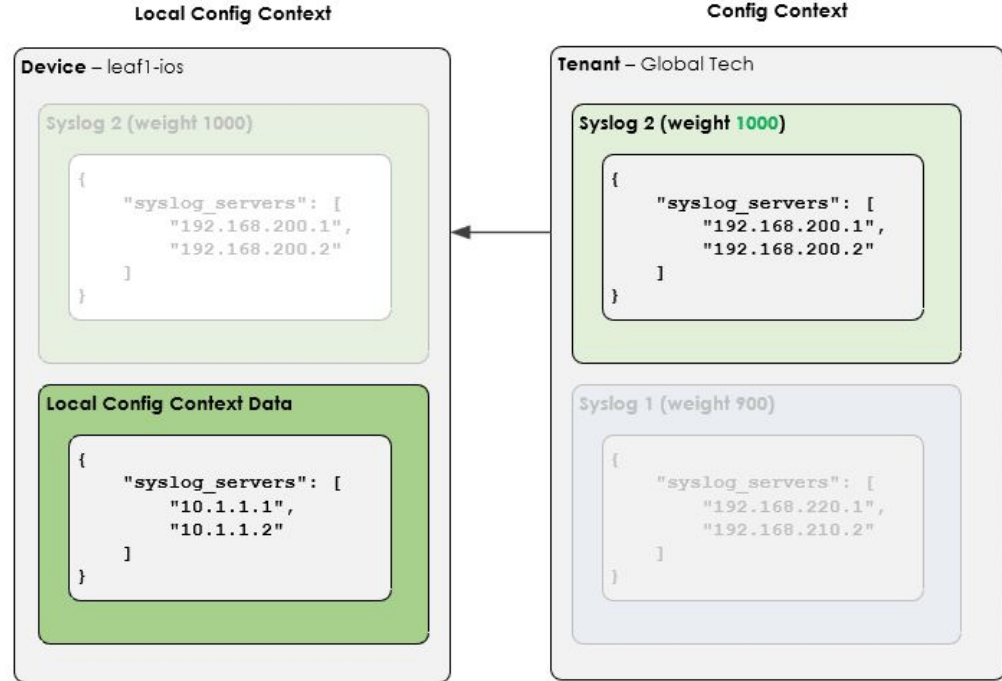 Local Config Context
Device – leaf1-ios
Syslog 2 (weight 1000)
{
"syslog_servers": [
"192.168.200.1",
"192.168.200.2"
]
}
Local Config Context Data
{
"syslog_servers": [
"10.1.1.1",
"10.1.1.2"
]
}
Config Context
Tenant – Global Tech
Syslog 2 (weight 1000)
{
"syslog_servers": [
"192.168.200.1",
"192.168.200.2"
]
}
Syslog 1 (weight 900)
{
"syslog_servers": [
"192.168.220.1",
"192.168.210.2"
]
}